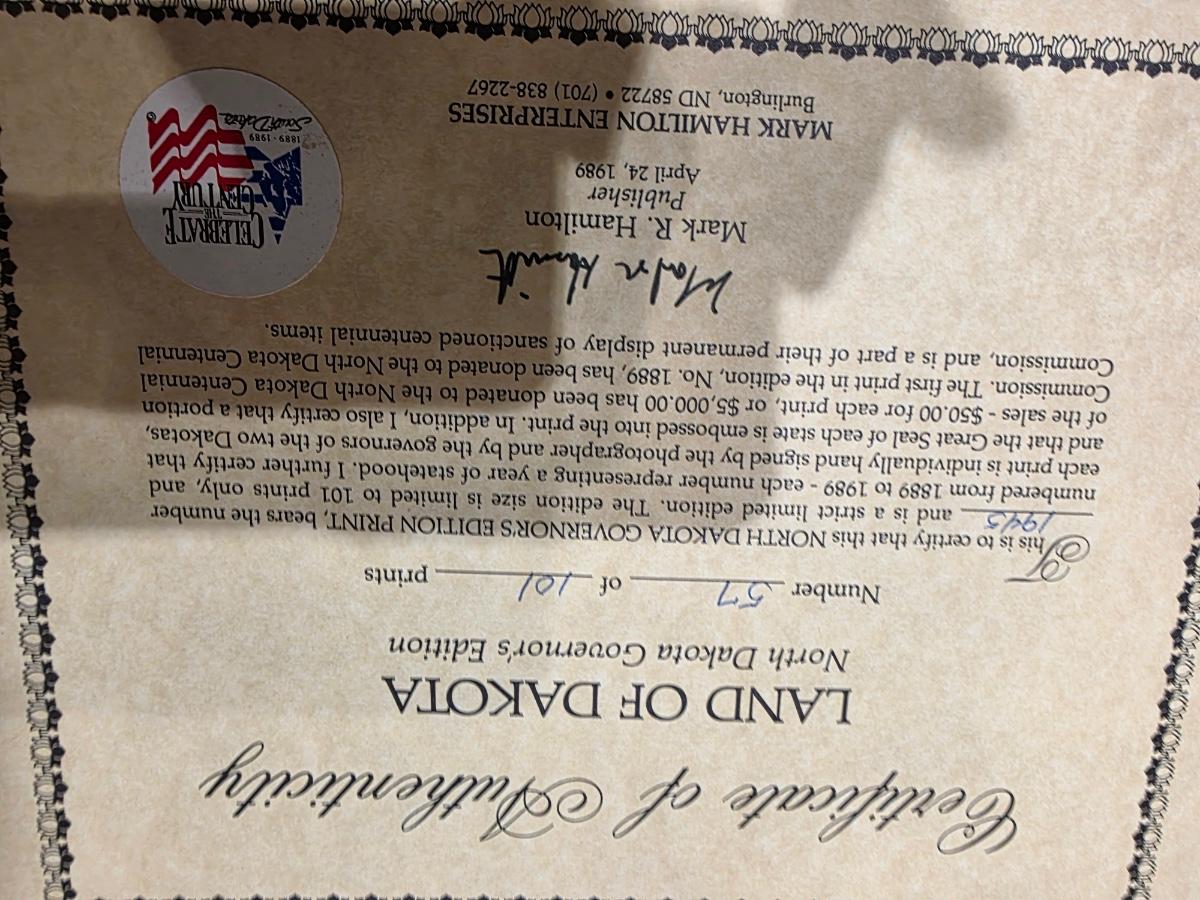 Certificate of Authenticity
LAND OF DAKOTA
North Dakota Governor's Edition
Number 57 of 101 prints
This is to certify that this NORTH DAKOTA GOVERNOR'S EDITION PRINT, bears the number
1945 and is a strict limited edition. The edition size is limited to 101 prints only, and
numbered from 1889 to 1989 - each number representing a year of statehood. I further certify that
each print is individually hand signed by the photographer and by the governors of the two Dakotas,
and that the Great Seal of each state is embossed into the print. In addition, I also certify that a portion
of the sales - $50.00 for each print, or $5,000.00 has been donated to the North Dakota Centennial
Commission. The first print in the edition, No. 1889, has been donated to the North Dakota Centennial
Commission, and is a part of their permanent display of sanctioned centennial items.
Mark R. Hamilton
Publisher
April 24, 1989
MARK HAMILTON ENTERPRISES
Burlington, ND 58722 • (701) 838-2267
CELEBRATE
THE
CENTURY
1889 - 1989
South Dakota